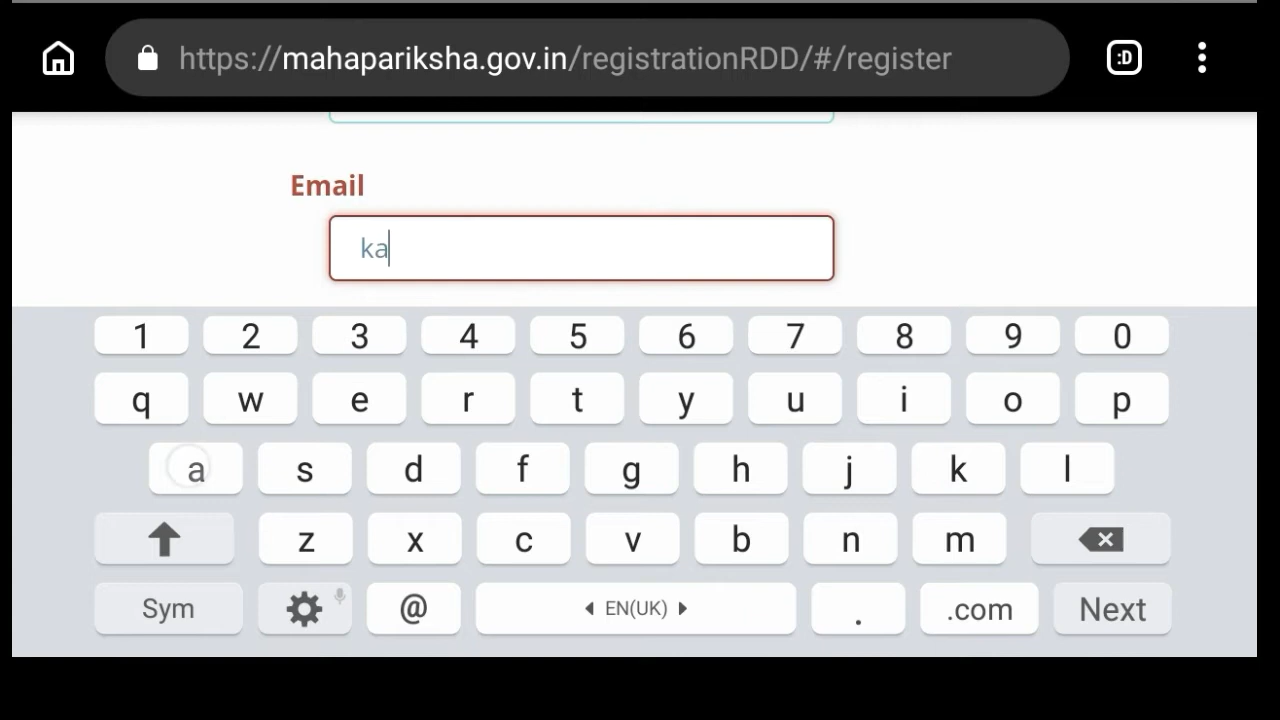 https://mahapariksha.gov.in/registrationRDD/#/register
:D
Email
ka
1 2 3 4 5 6 7 8 9 0
q w e r t y u i o p
a s d f g h j k l
z x c v b n m
Sym @ EN(UK) . .com Next